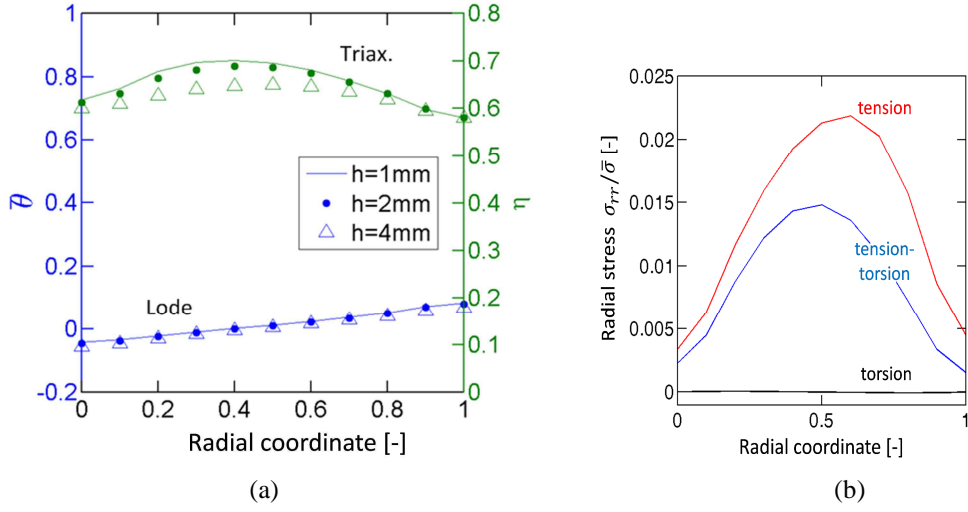 1
0.8
0.6
0.4
0.2
0
-0.2
θ̅
0.8
0.7
0.6
0.5
0.4
0.3
0.2
0.1
0
η
Triax.
h=1mm
h=2mm
h=4mm
Lode
0 0.2 0.4 0.6 0.8 1
Radial coordinate [-]
(a)
0.025
0.02
0.015
0.01
0.005
0
Radial stress σrr/σ̅ [-]
tension
tension-
torsion
torsion
0 0.5 1
Radial coordinate [-]
(b)